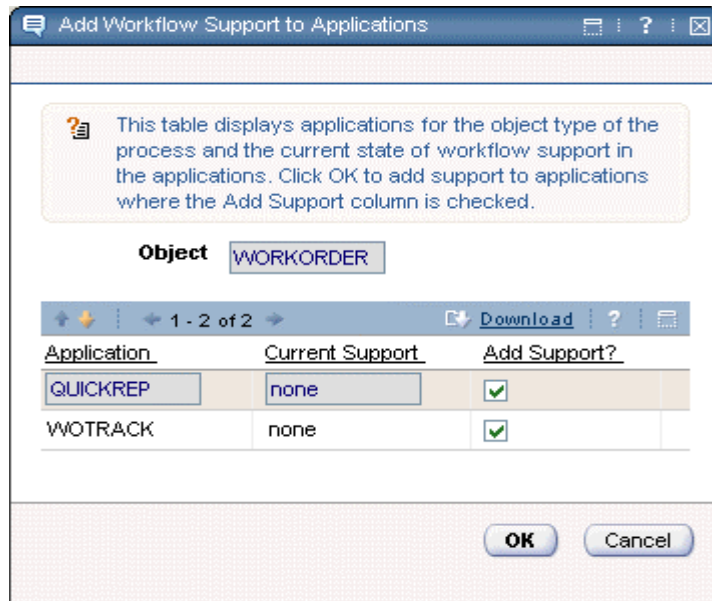 Add Workflow Support to Applications
?
This table displays applications for the object type of the
process and the current state of workflow support in
the applications. Click OK to add support to applications
where the Add Support column is checked.
Object WORKORDER
1 - 2 of 2 Download ?
Application Current Support Add Support?
QUICKREP none
WOTRACK none
OK Cancel